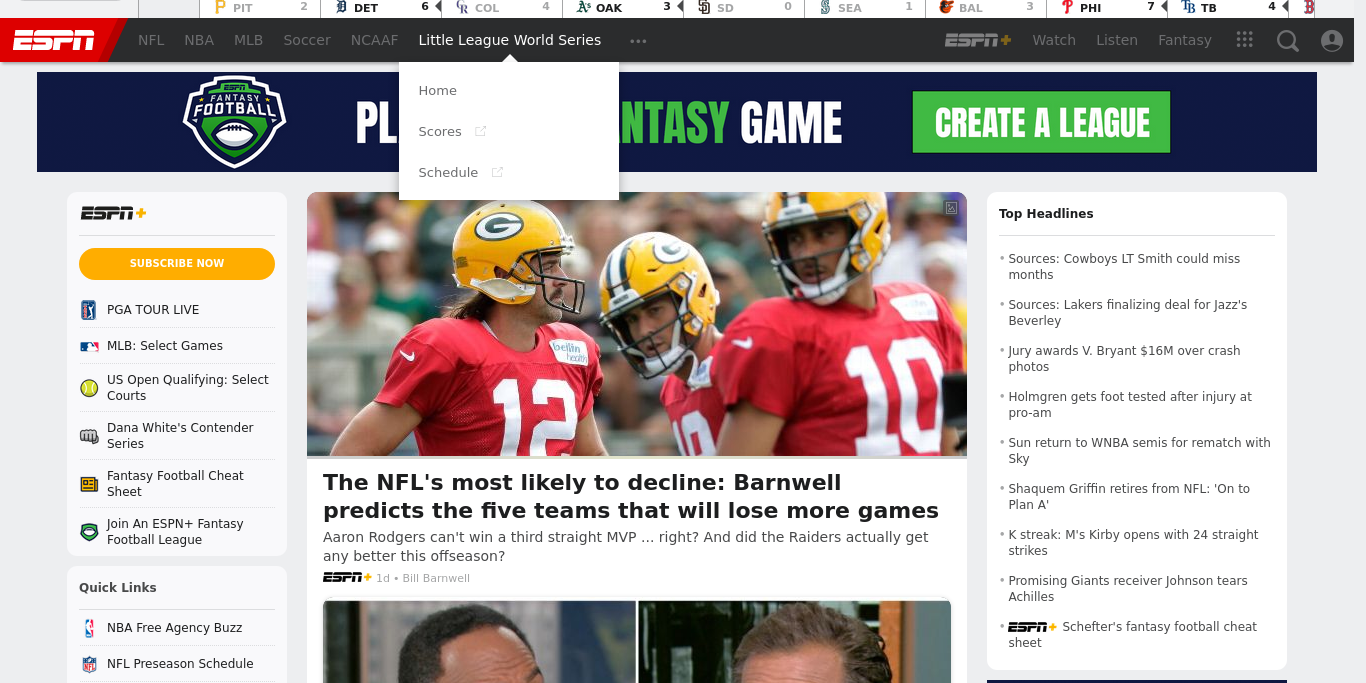 PIT 2 DET 6 COL 4 OAK 3 SD 0 SEA 1 BAL 3 PHI 7 TB 4
ESPN NFL NBA MLB Soccer NCAAF Little League World Series ESPN+ Watch Listen Fantasy
Home
Scores
Schedule
FANTASY
FOOTBALL
PL
NTASY GAME
CREATE A LEAGUE
ESPN+
SUBSCRIBE NOW
PGA TOUR LIVE
MLB: Select Games
US Open Qualifying: Select
Courts
Dana White's Contender
Series
Fantasy Football Cheat
Sheet
Join An ESPN+ Fantasy
Football League
Quick Links
NBA Free Agency Buzz
NFL Preseason Schedule
G
bellin
health
12
10
The NFL's most likely to decline: Barnwell
predicts the five teams that will lose more games
Aaron Rodgers can't win a third straight MVP ... right? And did the Raiders actually get
any better this offseason?
ESPN+ 1d • Bill Barnwell
Top Headlines
• Sources: Cowboys LT Smith could miss
months
• Sources: Lakers finalizing deal for Jazz's
Beverley
• Jury awards V. Bryant $16M over crash
photos
• Holmgren gets foot tested after injury at
pro-am
• Sun return to WNBA semis for rematch with
Sky
• Shaquem Griffin retires from NFL: 'On to
Plan A'
• K streak: M's Kirby opens with 24 straight
strikes
• Promising Giants receiver Johnson tears
Achilles
• ESPN+ Schefter's fantasy football cheat
sheet